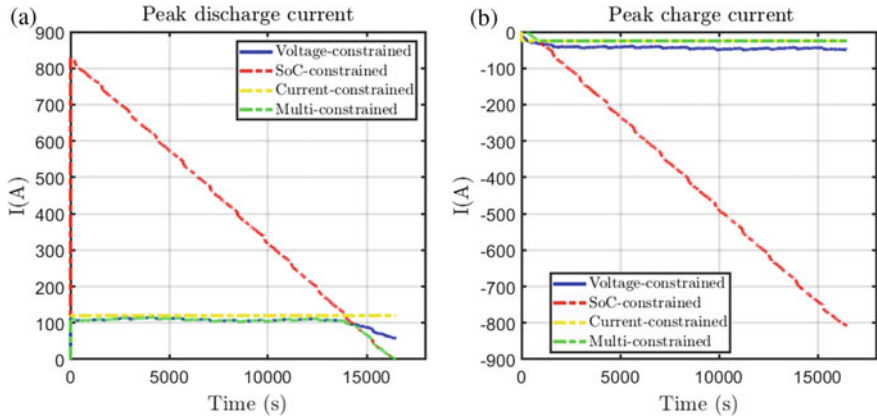 (a)
Peak discharge current
900
800
700
600
500
400
300
200
100
0
I(A)
Voltage-constrained
SoC-constrained
Current-constrained
Multi-constrained
0 5000 10000 15000
Time (s)
(b)
Peak charge current
0
-100
-200
-300
-400
-500
-600
-700
-800
-900
I(A)
Voltage-constrained
SoC-constrained
Current-constrained
Multi-constrained
0 5000 10000 15000
Time (s)